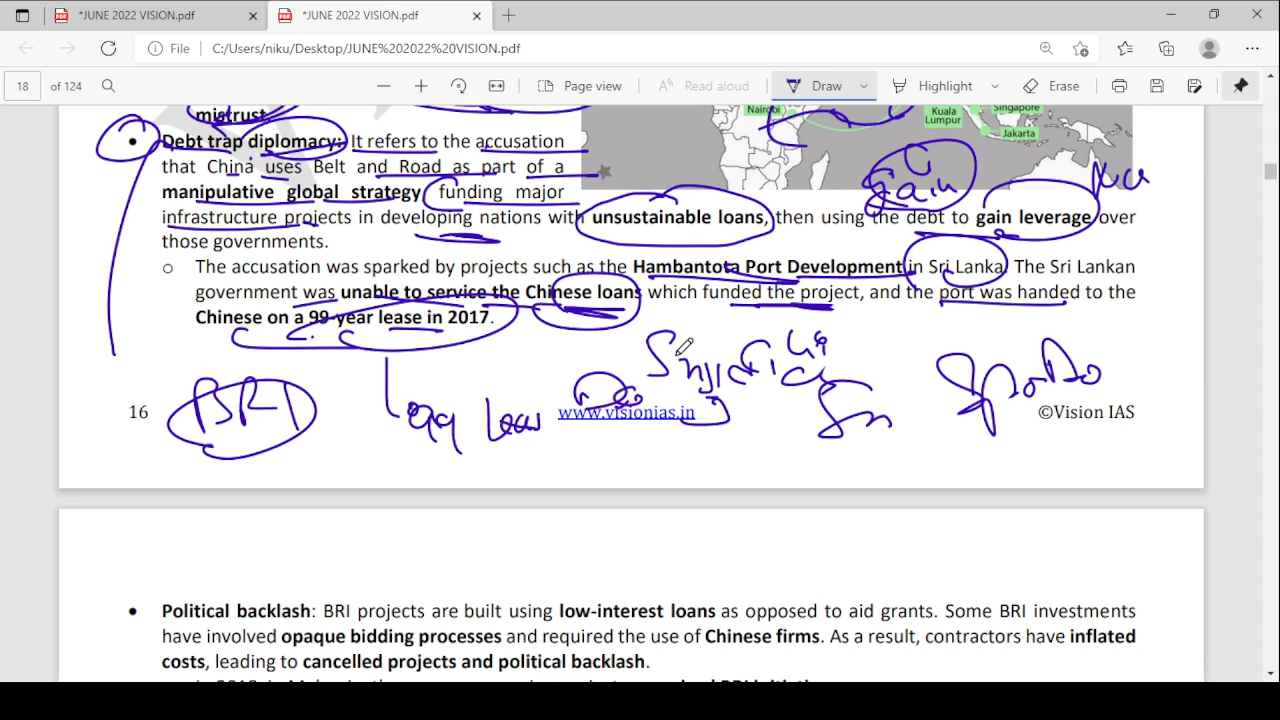 *JUNE 2022 VISION.pdf
*JUNE 2022 VISION.pdf
File
C:/Users/niku/Desktop/JUNE%202022%20VISION.pdf
18 of 124
Page view
Read aloud
Draw
Highlight
Erase
mistrust
Nairobi
Kuala Lumpur
Singapore
Jakarta
• Debt trap diplomacy: It refers to the accusation
that China uses Belt and Road as part of a
manipulative global strategy funding major
infrastructure projects in developing nations with unsustainable loans, then using the debt to gain leverage over
those governments.
gain
o The accusation was sparked by projects such as the Hambantota Port Development in Sri Lanka. The Sri Lankan
government was unable to service the Chinese loans which funded the project, and the port was handed to the
Chinese on a 99-year lease in 2017.
BRI
99
16
www.visionias.in
©Vision IAS
• Political backlash: BRI projects are built using low-interest loans as opposed to aid grants. Some BRI investments
have involved opaque bidding processes and required the use of Chinese firms. As a result, contractors have inflated
costs, leading to cancelled projects and political backlash.